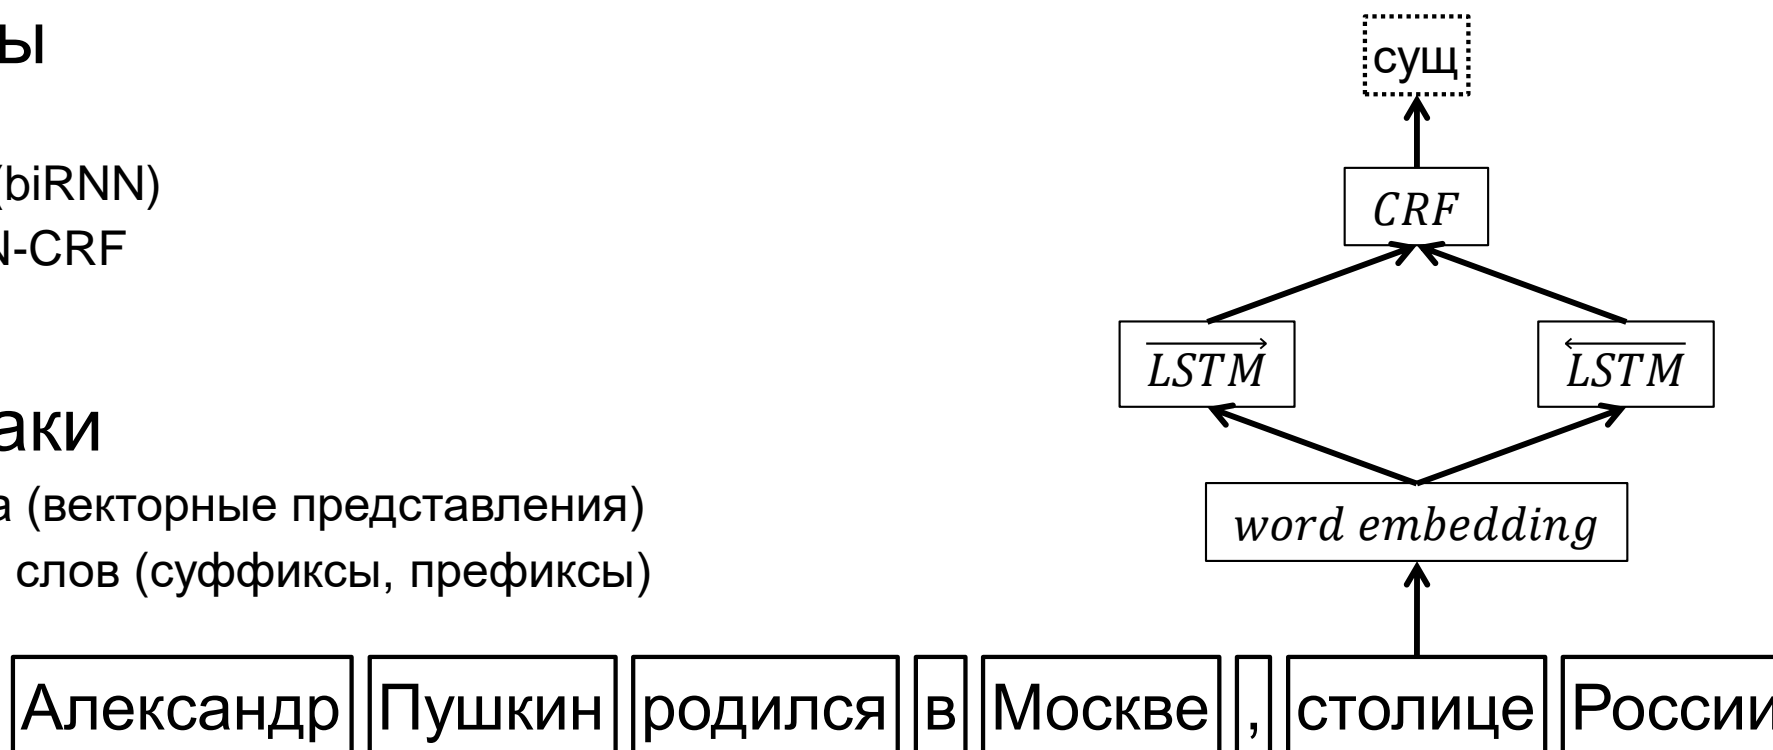 ы
(biRNN)
N-CRF
аки
а (векторные представления)
слов (суффиксы, префиксы)
сущ
CRF
LSTM LSTM
word embedding
Александр Пушкин родился в Москве , столице России